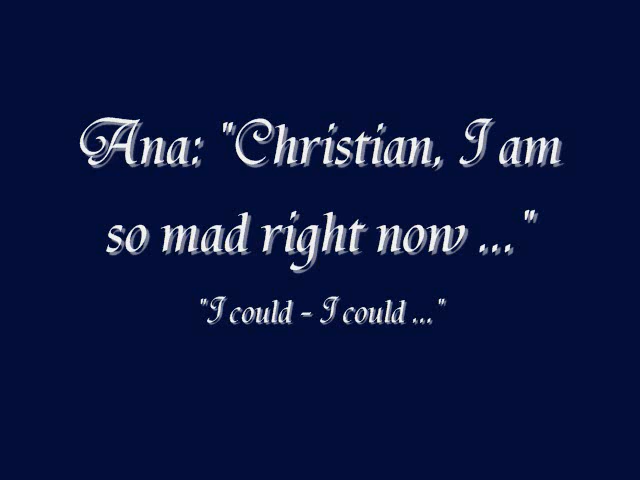 Ana: "Christian, I am
so mad right now ..."
"I could - I could ..."